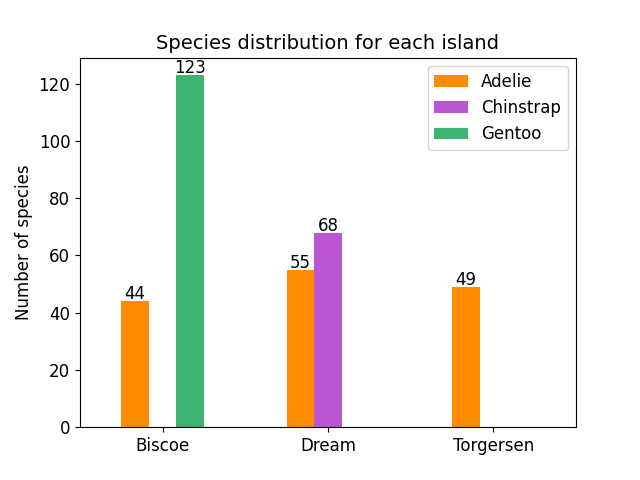 Species distribution for each island
Number of species
120
100
80
60
40
20
0
44
123
55
68
49
Adelie
Chinstrap
Gentoo
Biscoe
Dream
Torgersen